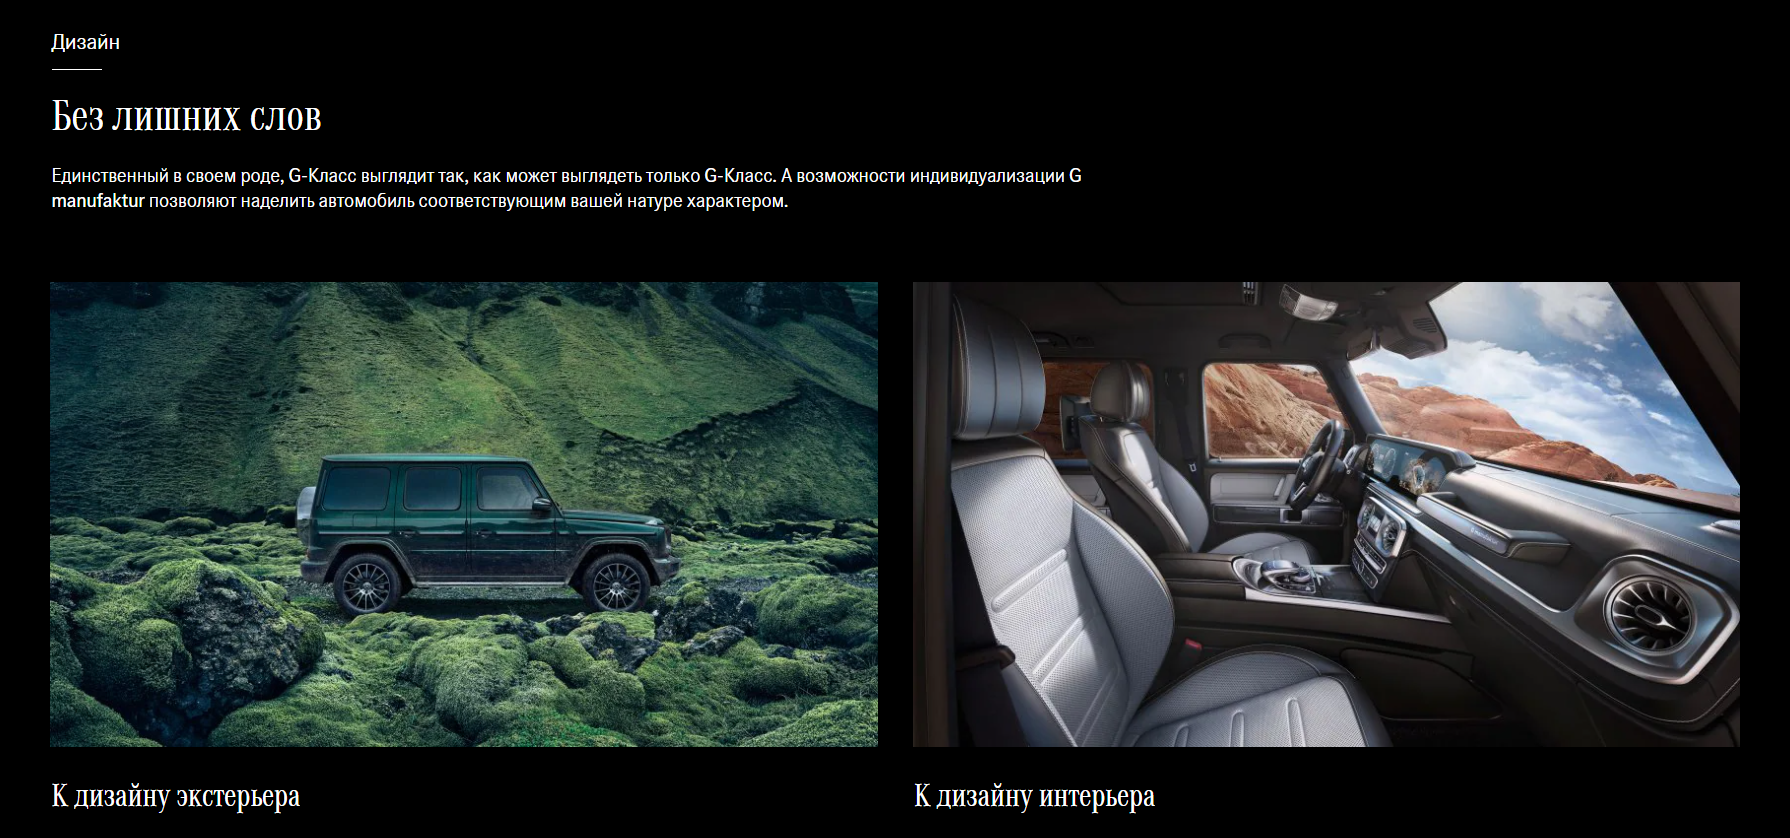 Дизайн
Без лишних слов
Единственный в своем роде, G-Класс выглядит так, как может выглядеть только G-Класс. А возможности индивидуализации G
manufaktur позволяют наделить автомобиль соответствующим вашей натуре характером.
К дизайну экстерьера
К дизайну интерьера